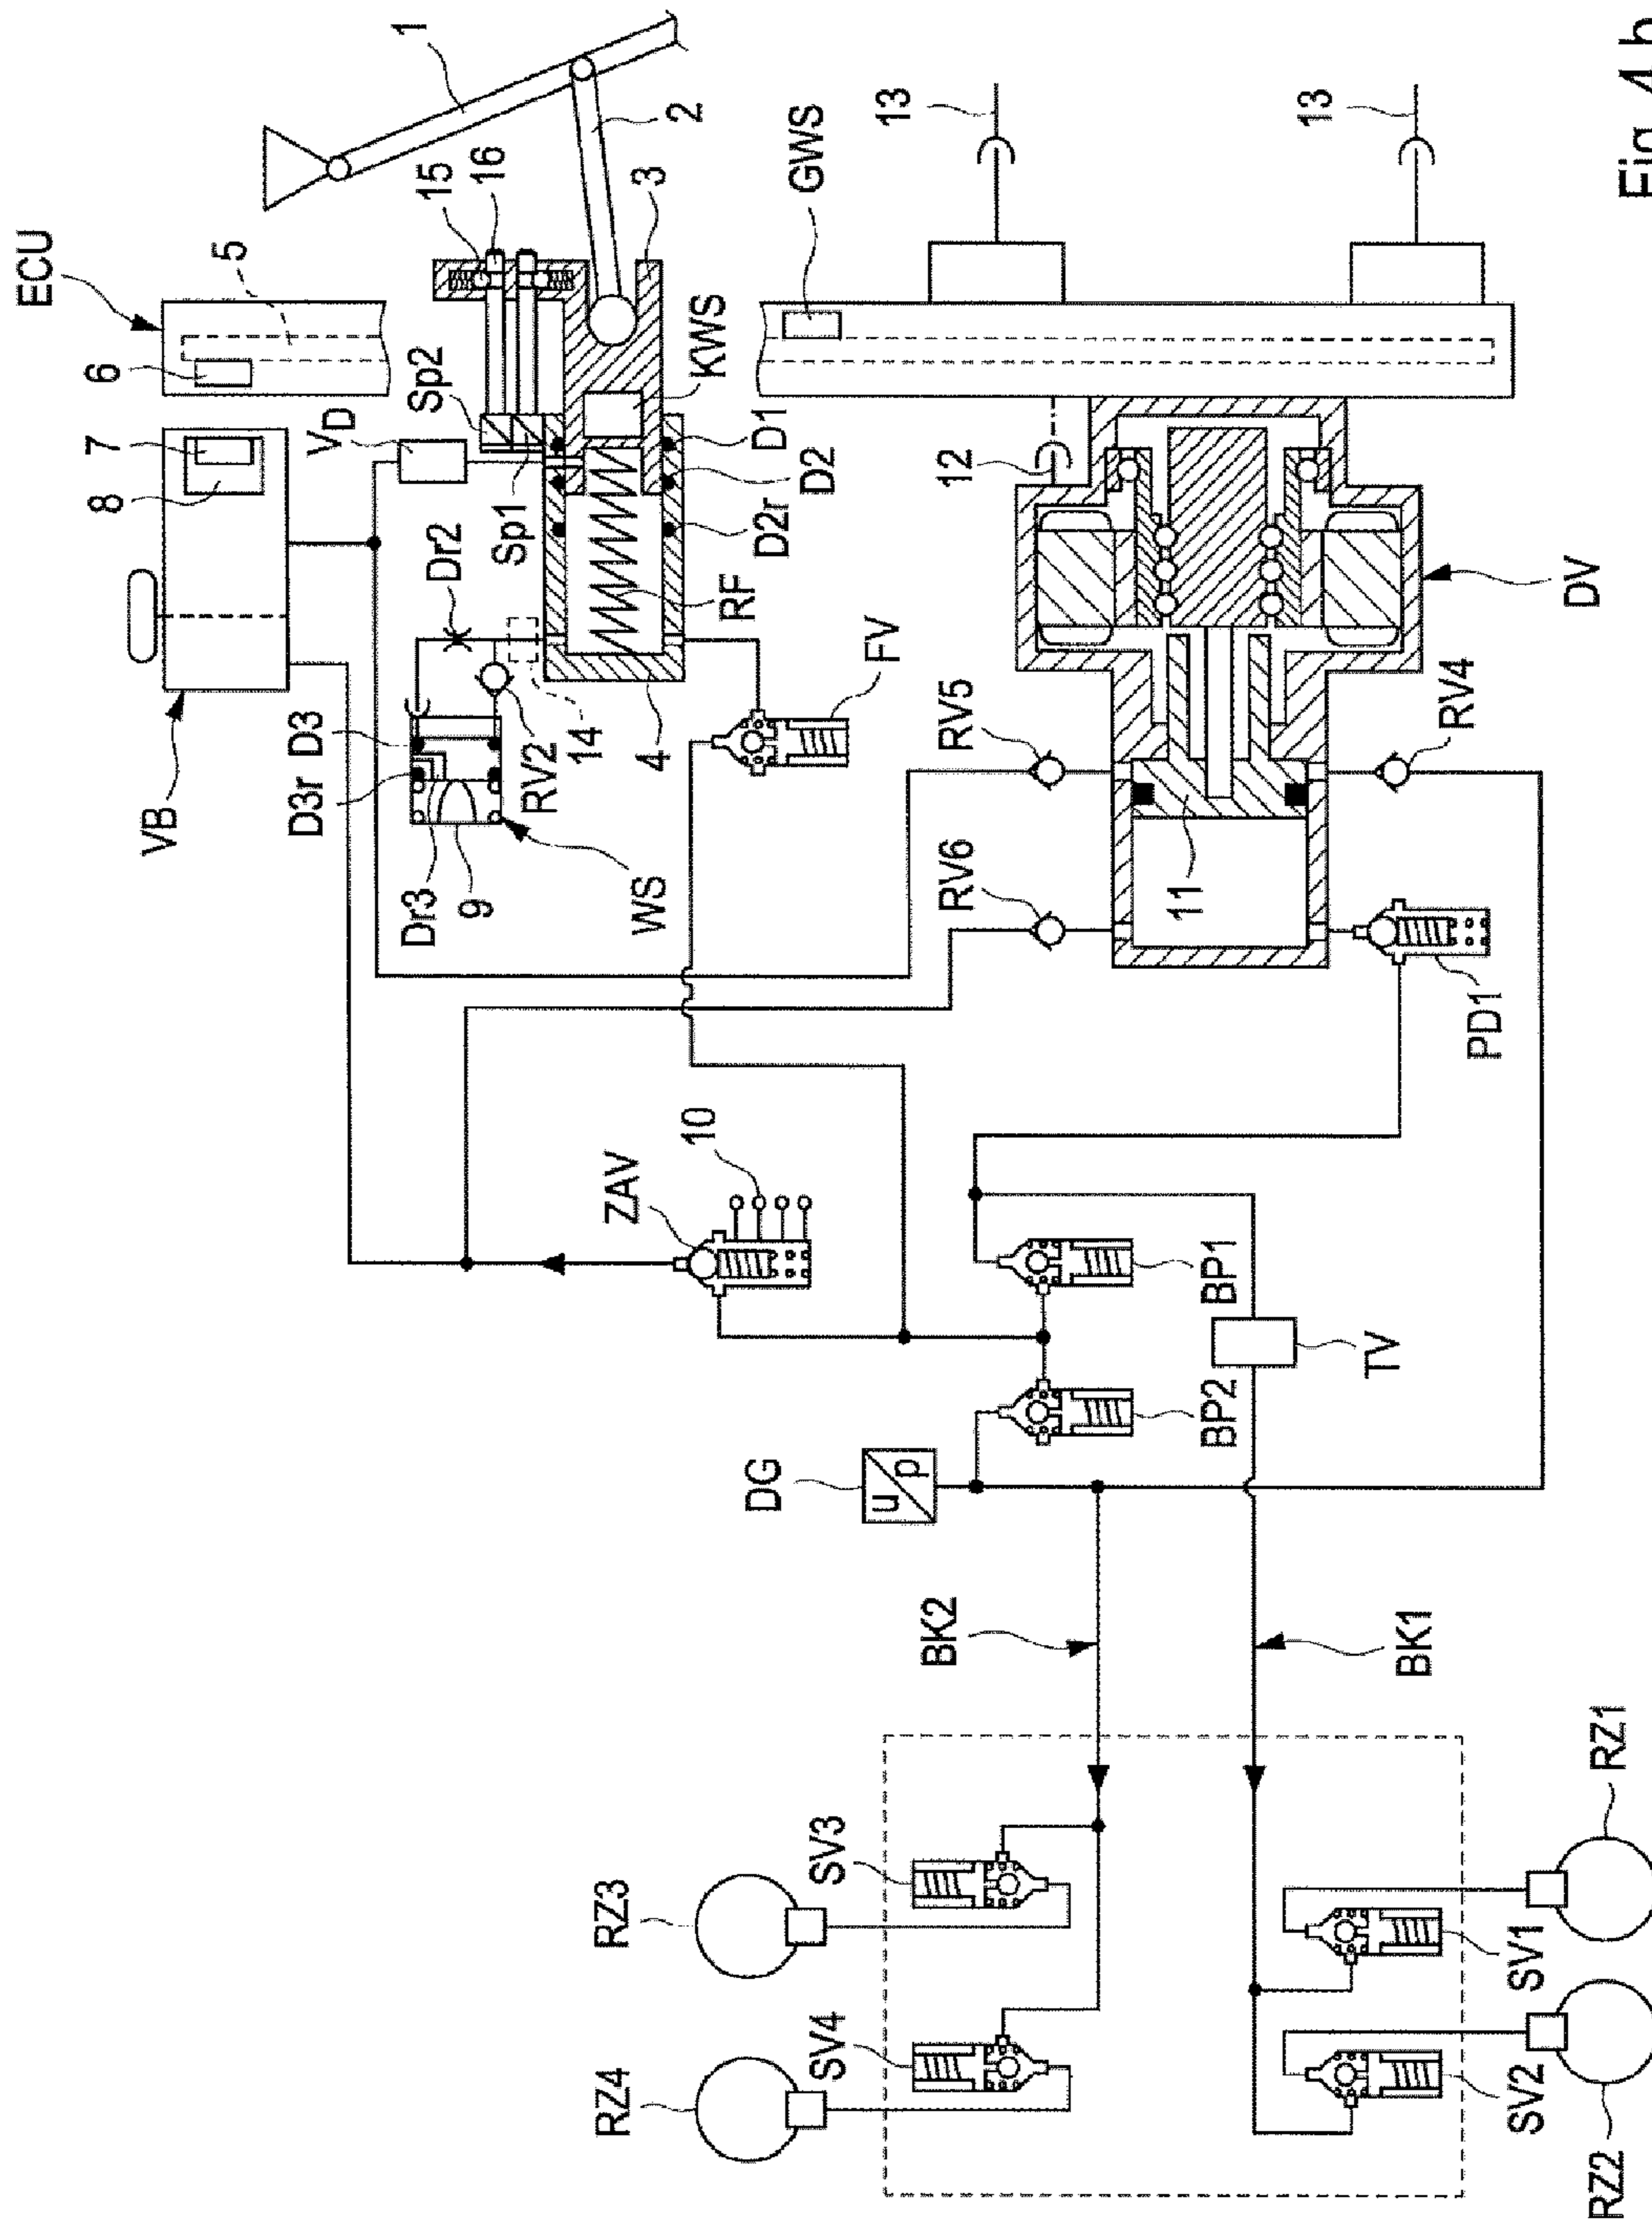 ECU
1
5
6
15
16
2
7
8
VD
Sp2
3
KWS
VB
Dr2
Sp1
D1
D2
D2r
RF
D3
D3r
RV2
14
4
FV
Dr3
9
WS
13
GWS
13
12
DV
RV5
RV4
RV6
11
PD1
ZAV
10
BP1
BP2
TV
DG
u
p
BK2
BK1
RZ3
SV3
RZ4
SV4
SV1
RZ1
SV2
RZ2
Fig. 4 b